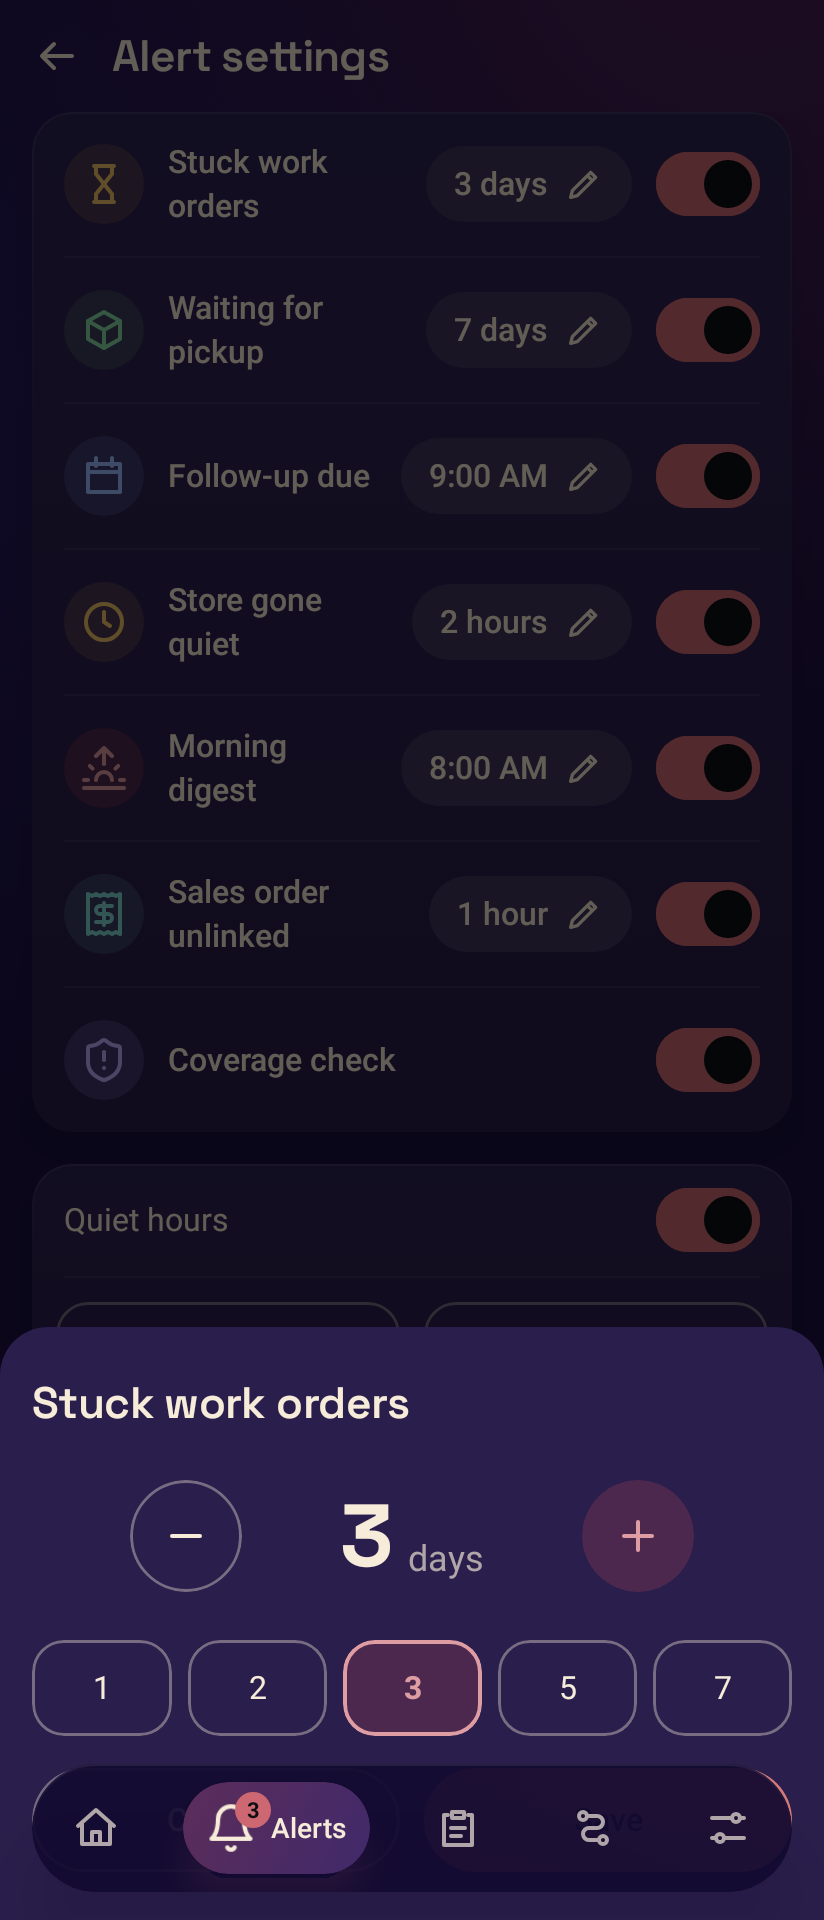 Alert settings
Stuck work
orders
3 days
Waiting for
pickup
7 days
Follow-up due
9:00 AM
Store gone
quiet
2 hours
Morning
digest
8:00 AM
Sales order
unlinked
1 hour
Coverage check
Quiet hours
Stuck work orders
3 days
1
2
3
5
7
3
Alerts